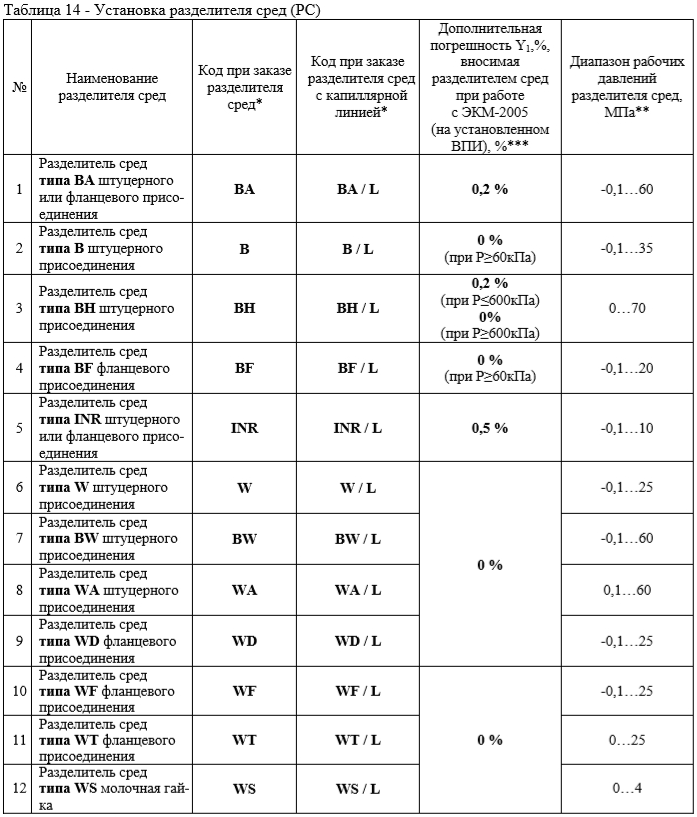 Таблица 14 - Установка разделителя сред (РС)
№
Наименование
разделителя сред
Код при заказе
разделителя
сред*
Код при заказе
разделителя сред
с капиллярной
линией*
Дополнительная
погрешность Y1,%,
вносимая
разделителем сред
при работе
с ЭКМ-2005
(на установленном
ВПИ), %***
Диапазон рабочих
давлений
разделителя сред,
МПа**
1
Разделитель сред
типа BA штуцерного
или фланцевого присо-
единения
BA
BA / L
0,2 %
-0,1…60
2
Разделитель сред
типа B штуцерного
присоединения
B
B / L
0 %
(при P≥60кПа)
-0,1…35
3
Разделитель сред
типа BH штуцерного
присоединения
BH
BH / L
0,2 %
(при P≤600кПа)
0%
(при P≥600кПа)
0…70
4
Разделитель сред
типа BF фланцевого
присоединения
BF
BF / L
0 %
(при P≥60кПа)
-0,1…20
5
Разделитель сред
типа INR штуцерного
или фланцевого присо-
единения
INR
INR / L
0,5 %
-0,1…10
6
Разделитель сред
типа W штуцерного
присоединения
W
W / L
0 %
-0,1…25
7
Разделитель сред
типа BW штуцерного
присоединения
BW
BW / L
-0,1…60
8
Разделитель сред
типа WA штуцерного
присоединения
WA
WA / L
0,1…60
9
Разделитель сред
типа WD фланцевого
присоединения
WD
WD / L
-0,1…25
10
Разделитель сред
типа WF фланцевого
присоединения
WF
WF / L
0 %
-0,1…25
11
Разделитель сред
типа WT фланцевого
присоединения
WT
WT / L
0…25
12
Разделитель сред
типа WS молочная гай-
ка
WS
WS / L
0…4